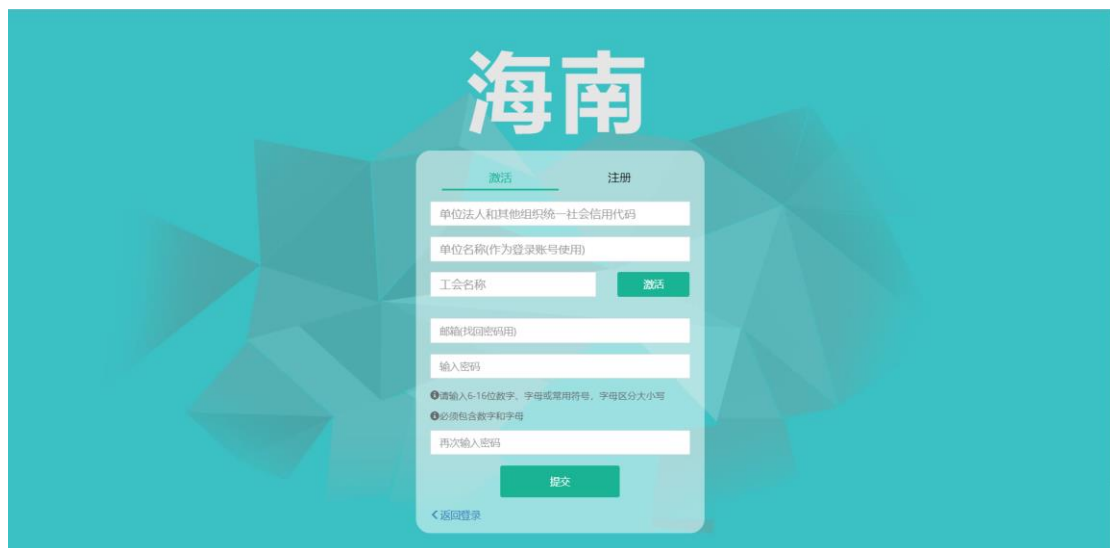 海南
激活 注册
单位法人和其他组织统一社会信用代码
单位名称(作为登录账号使用)
工会名称 激活
邮箱(找回密码用)
输入密码
请输入6-16位数字、字母或常用符号，字母区分大小写
必须包含数字和字母
再次输入密码
提交
返回登录